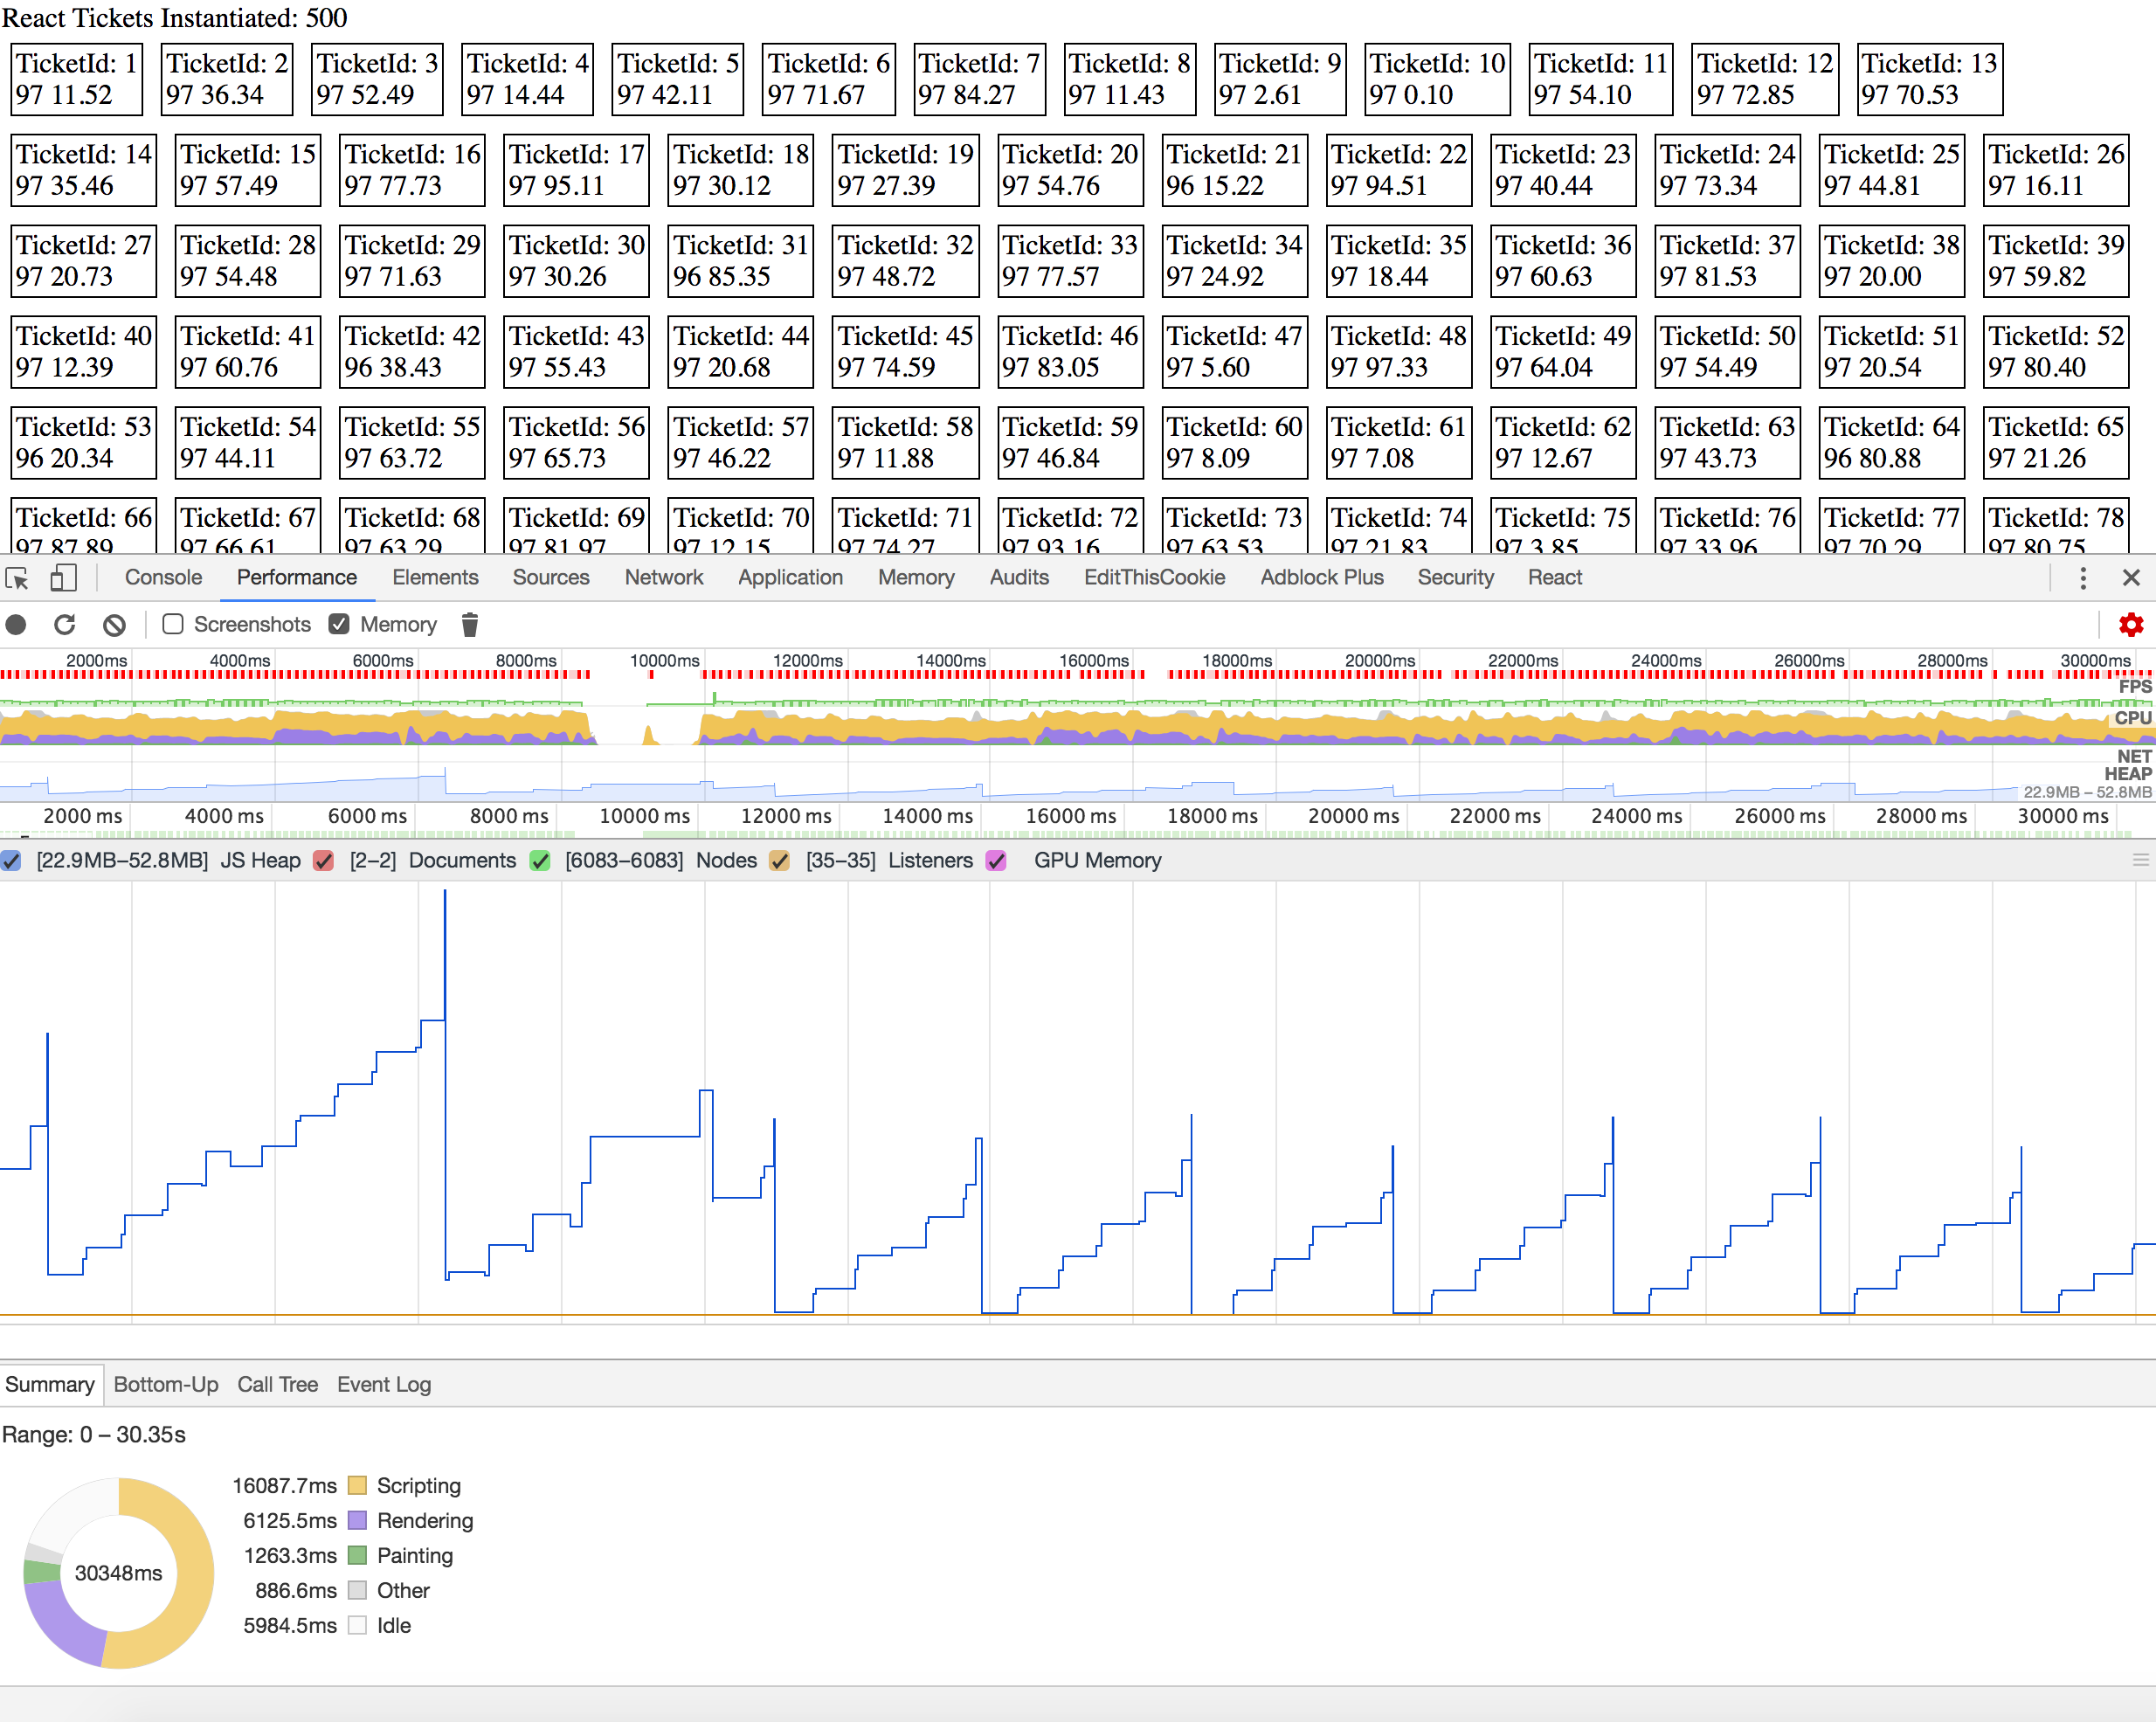 React Tickets Instantiated: 500
TicketId: 1 TicketId: 2 TicketId: 3 TicketId: 4 TicketId: 5 TicketId: 6 TicketId: 7 TicketId: 8 TicketId: 9 TicketId: 10 TicketId: 11 TicketId: 12 TicketId: 13
97 11.52 97 36.34 97 52.49 97 14.44 97 42.11 97 71.67 97 84.27 97 11.43 97 2.61 97 0.10 97 54.10 97 72.85 97 70.53
TicketId: 14 TicketId: 15 TicketId: 16 TicketId: 17 TicketId: 18 TicketId: 19 TicketId: 20 TicketId: 21 TicketId: 22 TicketId: 23 TicketId: 24 TicketId: 25 TicketId: 26
97 35.46 97 57.49 97 77.73 97 95.11 97 30.12 97 27.39 97 54.76 96 15.22 97 94.51 97 40.44 97 73.34 97 44.81 97 16.11
TicketId: 27 TicketId: 28 TicketId: 29 TicketId: 30 TicketId: 31 TicketId: 32 TicketId: 33 TicketId: 34 TicketId: 35 TicketId: 36 TicketId: 37 TicketId: 38 TicketId: 39
97 20.73 97 54.48 97 71.63 97 30.26 96 85.35 97 48.72 97 77.57 97 24.92 97 18.44 97 60.63 97 81.53 97 20.00 97 59.82
TicketId: 40 TicketId: 41 TicketId: 42 TicketId: 43 TicketId: 44 TicketId: 45 TicketId: 46 TicketId: 47 TicketId: 48 TicketId: 49 TicketId: 50 TicketId: 51 TicketId: 52
97 12.39 97 60.76 96 38.43 97 55.43 97 20.68 97 74.59 97 83.05 97 5.60 97 97.33 97 64.04 97 54.49 97 20.54 97 80.40
TicketId: 53 TicketId: 54 TicketId: 55 TicketId: 56 TicketId: 57 TicketId: 58 TicketId: 59 TicketId: 60 TicketId: 61 TicketId: 62 TicketId: 63 TicketId: 64 TicketId: 65
96 20.34 97 44.11 97 63.72 97 65.73 97 46.22 97 11.88 97 46.84 97 8.09 97 7.08 97 12.67 97 43.73 96 80.88 97 21.26
TicketId: 66 TicketId: 67 TicketId: 68 TicketId: 69 TicketId: 70 TicketId: 71 TicketId: 72 TicketId: 73 TicketId: 74 TicketId: 75 TicketId: 76 TicketId: 77 TicketId: 78
97 87.89 97 66.61 97 63.29 97 81.97 97 12.15 97 74.27 97 93.16 97 63.53 97 21.83 97 3.85 97 33.96 97 70.29 97 80.75
Console Performance Elements Sources Network Application Memory Audits EditThisCookie Adblock Plus Security React
Screenshots Memory
2000ms 4000ms 6000ms 8000ms 10000ms 12000ms 14000ms 16000ms 18000ms 20000ms 22000ms 24000ms 26000ms 28000ms 30000ms
FPS
CPU
NET
HEAP
22.9MB – 52.8MB
2000 ms 4000 ms 6000 ms 8000 ms 10000 ms 12000 ms 14000 ms 16000 ms 18000 ms 20000 ms 22000 ms 24000 ms 26000 ms 28000 ms 30000 ms
[22.9MB–52.8MB] JS Heap [2–2] Documents [6083–6083] Nodes [35–35] Listeners GPU Memory
Summary Bottom-Up Call Tree Event Log
Range: 0 – 30.35s
16087.7ms Scripting
6125.5ms Rendering
1263.3ms Painting
30348ms
886.6ms Other
5984.5ms Idle